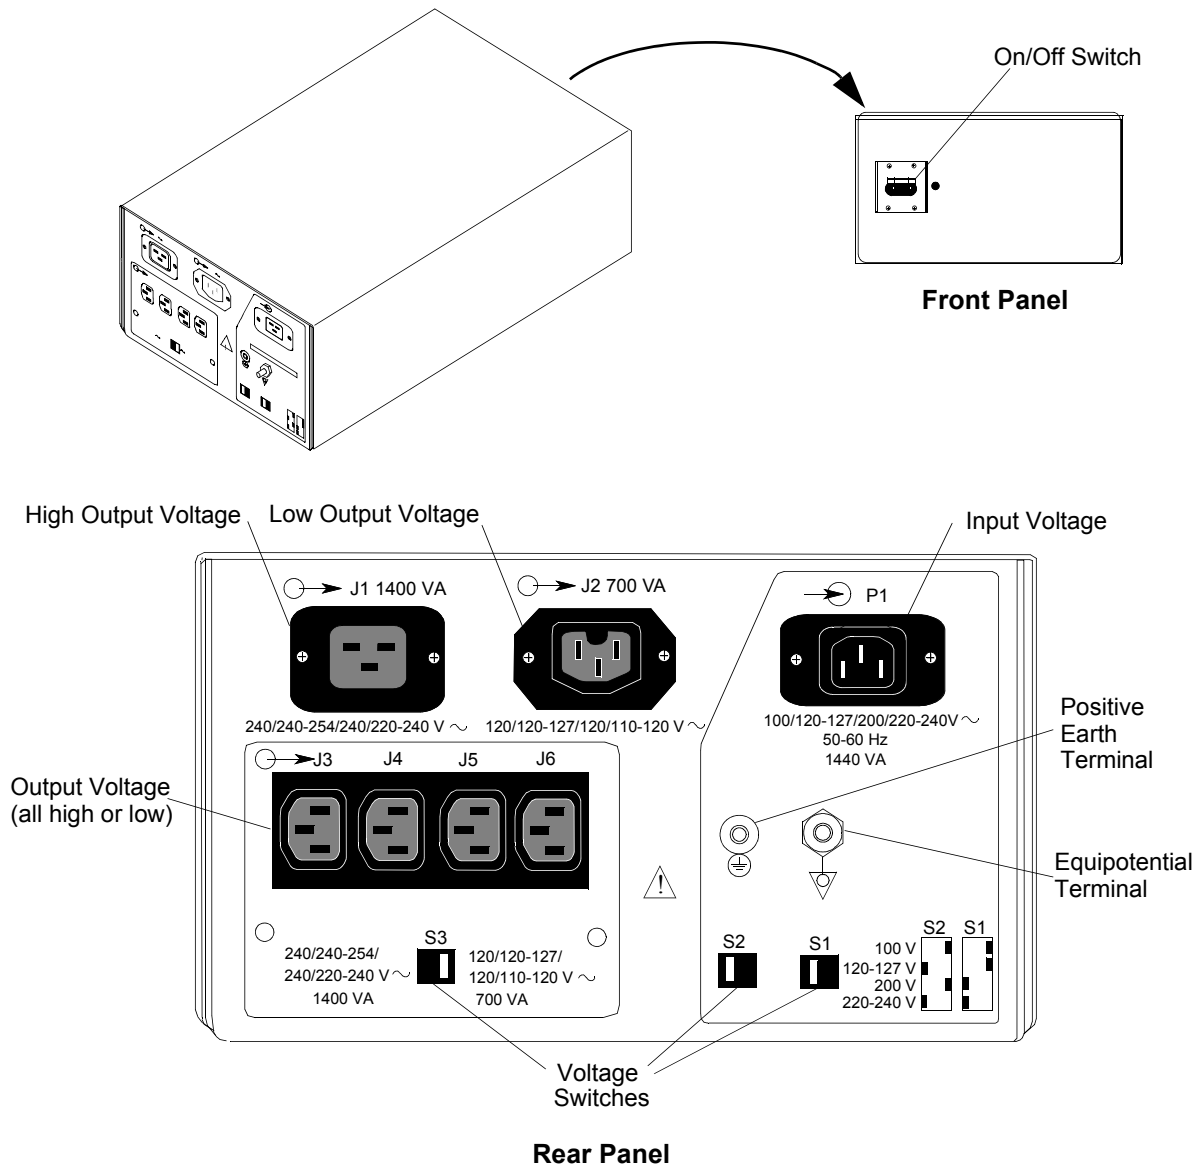 On/Off Switch
Front Panel
High Output Voltage
Low Output Voltage
Input Voltage
J1 1400 VA
J2 700 VA
P1
240/240-254/240/220-240 V ~
120/120-127/120/110-120 V ~
100/120-127/200/220-240V ~
50-60 Hz
1440 VA
Positive
Earth
Terminal
J3
J4
J5
J6
Output Voltage
(all high or low)
Equipotential
Terminal
S3
240/240-254/
240/220-240 V ~
1400 VA
120/120-127/
120/110-120 V ~
700 VA
S2
S1
S2
S1
100 V
120-127 V
200 V
220-240 V
Voltage
Switches
Rear Panel